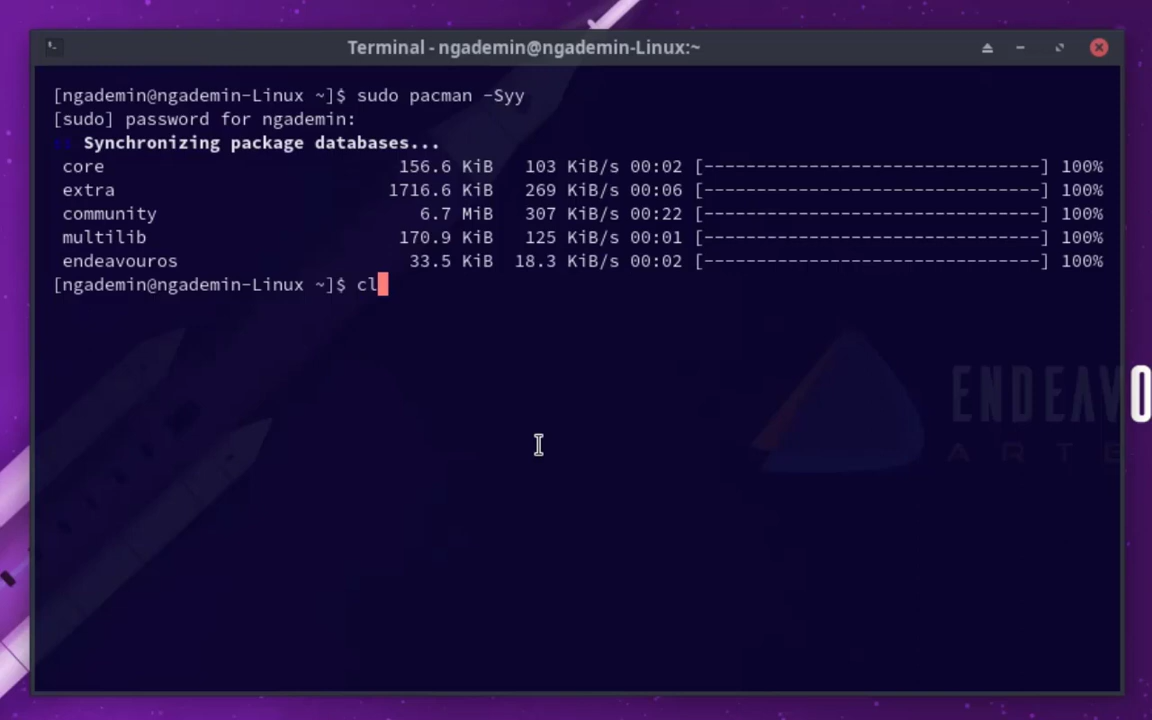 Terminal - ngademin@ngademin-Linux:~
[ngademin@ngademin-Linux ~]$ sudo pacman -Syy
[sudo] password for ngademin:
:: Synchronizing package databases...
core 156.6 KiB 103 KiB/s 00:02 [--------------------------------] 100%
extra 1716.6 KiB 269 KiB/s 00:06 [--------------------------------] 100%
community 6.7 MiB 307 KiB/s 00:22 [--------------------------------] 100%
multilib 170.9 KiB 125 KiB/s 00:01 [--------------------------------] 100%
endeavouros 33.5 KiB 18.3 KiB/s 00:02 [--------------------------------] 100%
[ngademin@ngademin-Linux ~]$ cl
ENDEAVO
ARTE